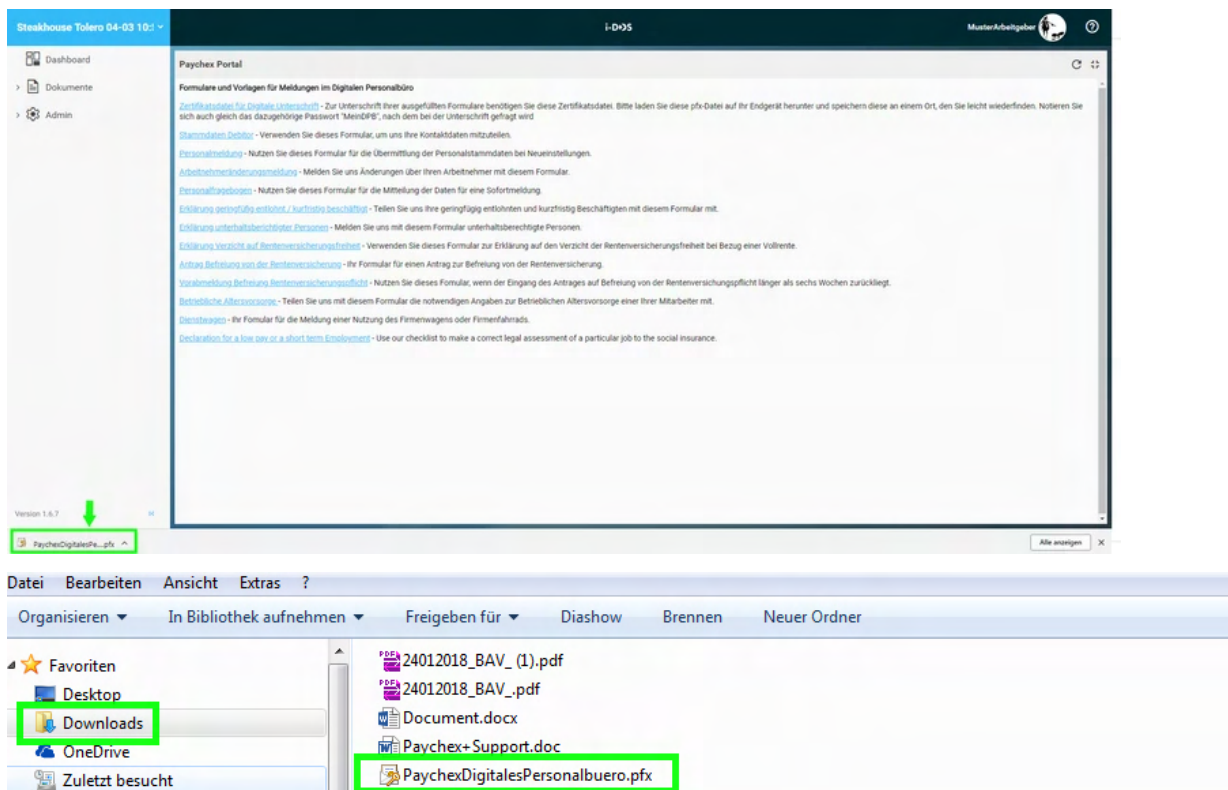 Steakhouse Tolero 04-03 10:
i-DOS
MusterArbeitgeber
Dashboard
Dokumente
Admin
Paychex Portal
Formulare und Vorlagen für Meldungen im Digitalen Personalbüro
Zertifikatsdatei für Digitale Unterschrift - Zur Unterschrift Ihrer ausgefüllten Formulare benötigen Sie diese Zertifikatsdatei. Bitte laden Sie diese pfx-Datei auf Ihr Endgerät herunter und speichern diese an einem Ort, den Sie leicht wiederfinden. Notieren Sie
sich auch gleich das dazugehörige Passwort "MeinDPB", nach dem bei der Unterschrift gefragt wird
Stammdaten Debitor - Verwenden Sie dieses Formular, um uns Ihre Kontaktdaten mitzuteilen.
Personalmeldung - Nutzen Sie dieses Formular für die Übermittlung der Personalstammdaten bei Neueinstellungen.
Arbeitnehmeränderungsmeldung - Melden Sie uns Änderungen über Ihren Arbeitnehmer mit diesem Formular.
Personalfragebogen - Nutzen Sie dieses Formular für die Mitteilung der Daten für eine Sofortmeldung.
Erklärung geringfügig entlohnt / kurfristig beschäftigt - Teilen Sie uns Ihre geringfügig entlohnten und kurzfristig Beschäftigten mit diesem Formular mit.
Erklärung unterhaltsberichtigter Personen - Melden Sie uns mit diesem Formular unterhaltsberechtigte Personen.
Erklärung Verzicht auf Rentenversicherungsfreiheit - Verwenden Sie dieses Formular zur Erklärung auf den Verzicht der Rentenversicherungsfreiheit bei Bezug einer Vollrente.
Antrag Befreiung von der Rentenversicherung - Ihr Formular für einen Antrag zur Befreiung von der Rentenversicherung.
Vorabmeldung Befreiung Rentenversicherungspflicht - Nutzen Sie dieses Fomular, wenn der Eingang des Antrages auf Befreiung von der Rentenversichungspflicht länger als sechs Wochen zurückliegt.
Betriebliche Altersvorsorge - Teilen Sie uns mit diesem Formular die notwendigen Angaben zur Betrieblichen Altersvorsorge einer Ihrer Mitarbeiter mit.
Dienstwagen - Ihr Fomular für die Meldung einer Nutzung des Firmenwagens oder Firmenfahrrads.
Declaration for a low pay or a short term Employment - Use our checklist to make a correct legal assessment of a particular job to the social insurance.
Version 1.6.7
PaychexDigitalesPe....pfx
Alle anzeigen
Datei Bearbeiten Ansicht Extras ?
Organisieren In Bibliothek aufnehmen Freigeben für Diashow Brennen Neuer Ordner
Favoriten
Desktop
Downloads
OneDrive
Zuletzt besucht
24012018_BAV_ (1).pdf
24012018_BAV_.pdf
Document.docx
Paychex+Support.doc
PaychexDigitalesPersonalbuero.pfx